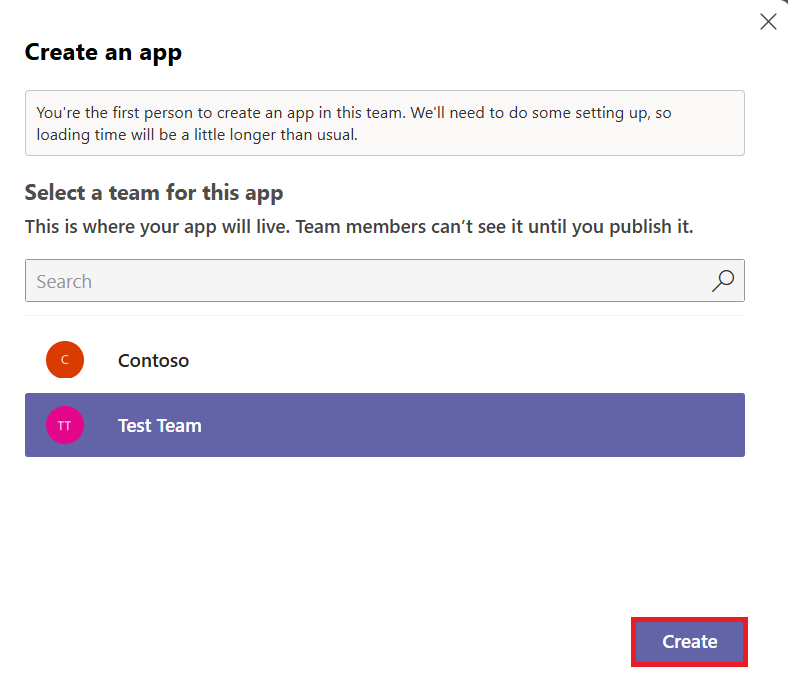 Create an app
You're the first person to create an app in this team. We'll need to do some setting up, so
loading time will be a little longer than usual.
Select a team for this app
This is where your app will live. Team members can’t see it until you publish it.
Search
C Contoso
TT Test Team
Create